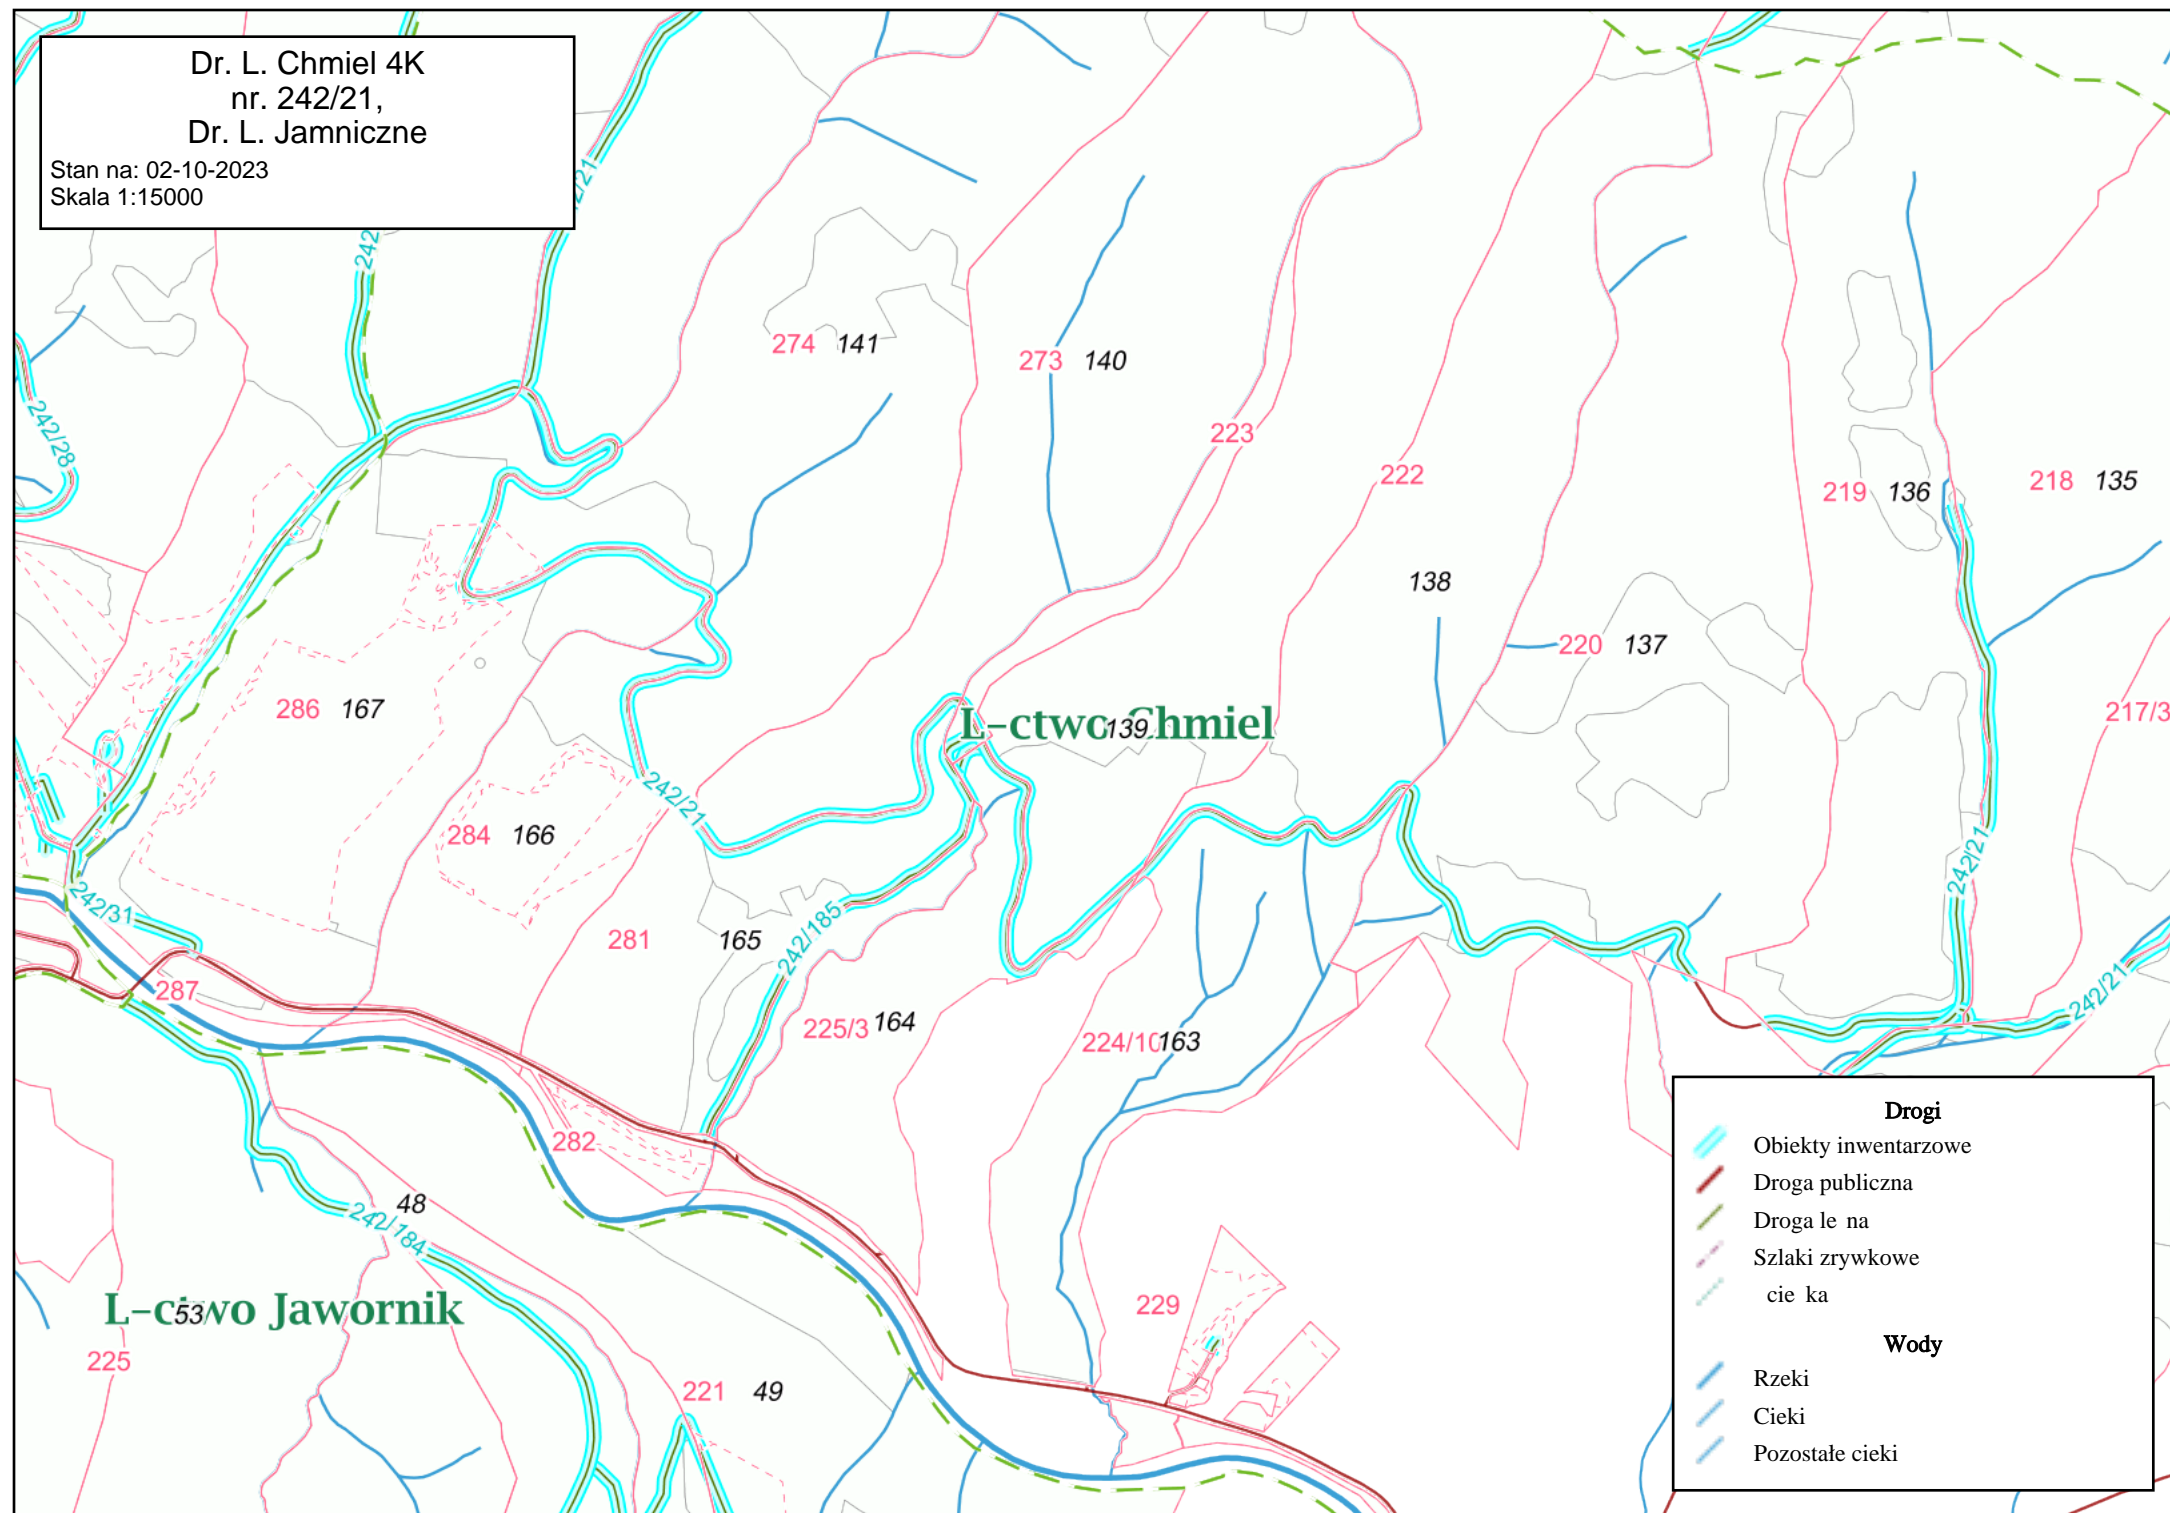 Dr. L. Chmiel 4K
nr. 242/21,
Dr. L. Jamniczne
Stan na: 02-10-2023
Skala 1:15000
242
274 141
273 140
242/28
223
222
219 136
218 135
138
220 137
286 167
217/3
L-ctwo Chmiel
139
242/21
284 166
242/21
242/31
281
165
242/185
287
225/3 164
224/10 163
242/21
282
48
242/184
L-ctwo Jawornik
53
229
225
221 49
Drogi
Obiekty inwentarzowe
Droga publiczna
Droga le na
Szlaki zrywkowe
cie ka
Wody
Rzeki
Cieki
Pozostałe cieki